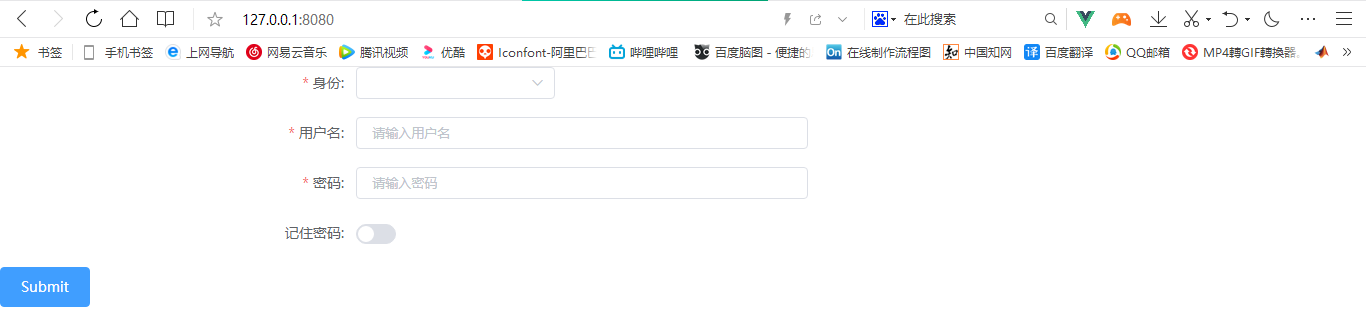 127.0.0.1:8080 在此搜索
书签 手机书签 上网导航 网易云音乐 腾讯视频 优酷 Iconfont-阿里巴巴 哔哩哔哩 百度脑图 - 便捷的 在线制作流程图 中国知网 百度翻译 QQ邮箱 MP4轉GIF轉換器。
* 身份:
* 用户名: 请输入用户名
* 密码: 请输入密码
记住密码:
Submit